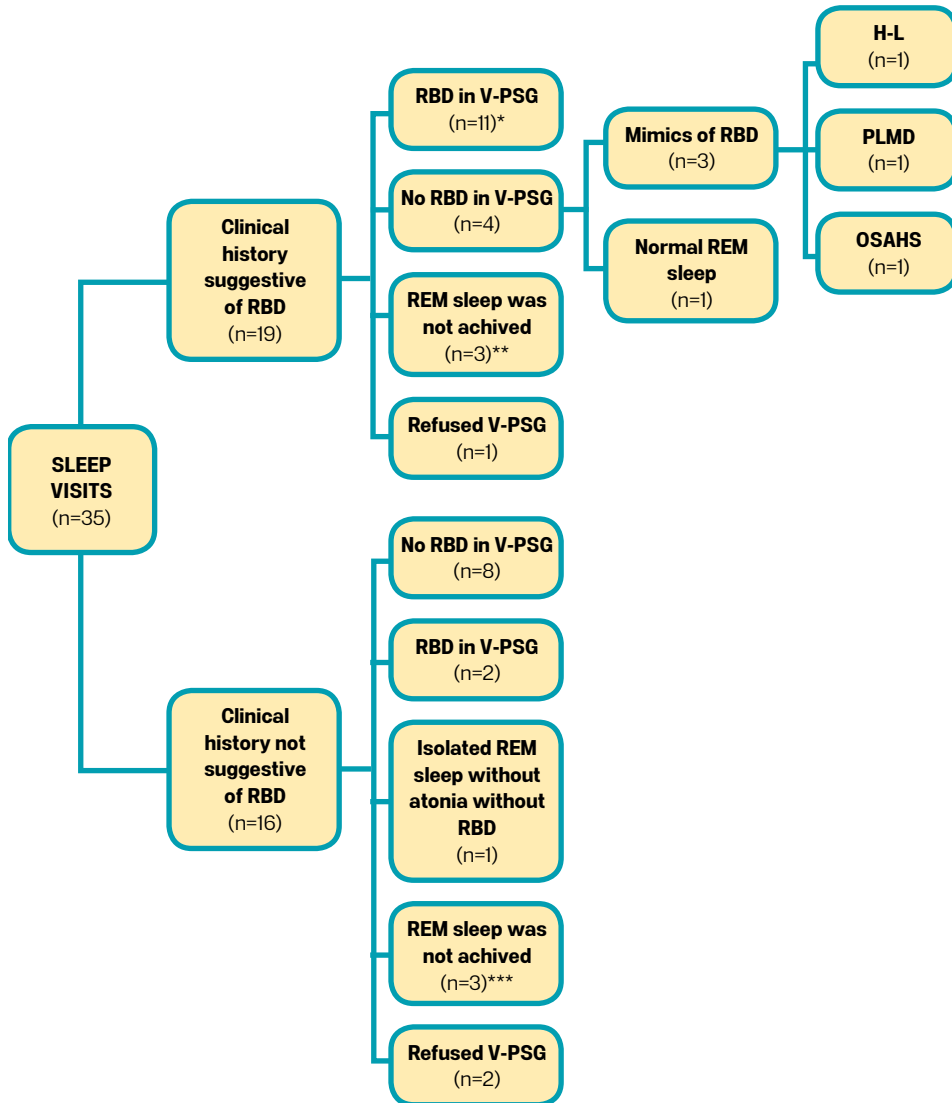 SLEEP
VISITS
(n=35)
Clinical
history
suggestive
of RBD
(n=19)
RBD in V-PSG
(n=11)*
No RBD in V-PSG
(n=4)
Mimics of RBD
(n=3)
H-L
(n=1)
PLMD
(n=1)
OSAHS
(n=1)
Normal REM
sleep
(n=1)
REM sleep was
not achived
(n=3)**
Refused V-PSG
(n=1)
Clinical
history not
suggestive
of RBD
(n=16)
No RBD in V-PSG
(n=8)
RBD in V-PSG
(n=2)
Isolated REM
sleep without
atonia without
RBD
(n=1)
REM sleep was
not achived
(n=3)***
Refused V-PSG
(n=2)